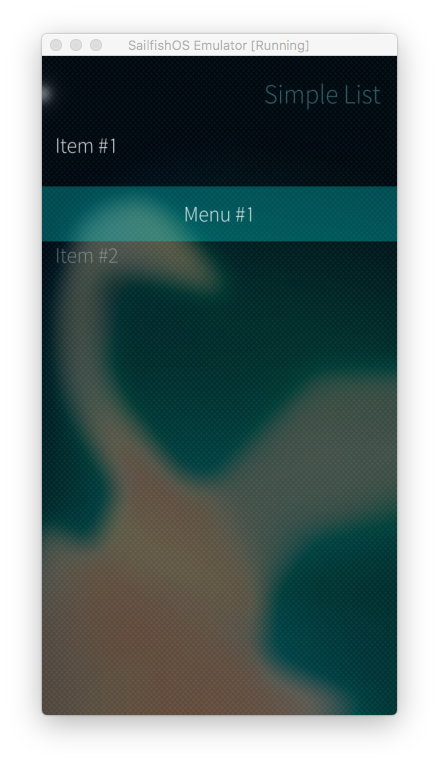 SailfishOS Emulator [Running]
Simple List
Item #1
Menu #1
Item #2